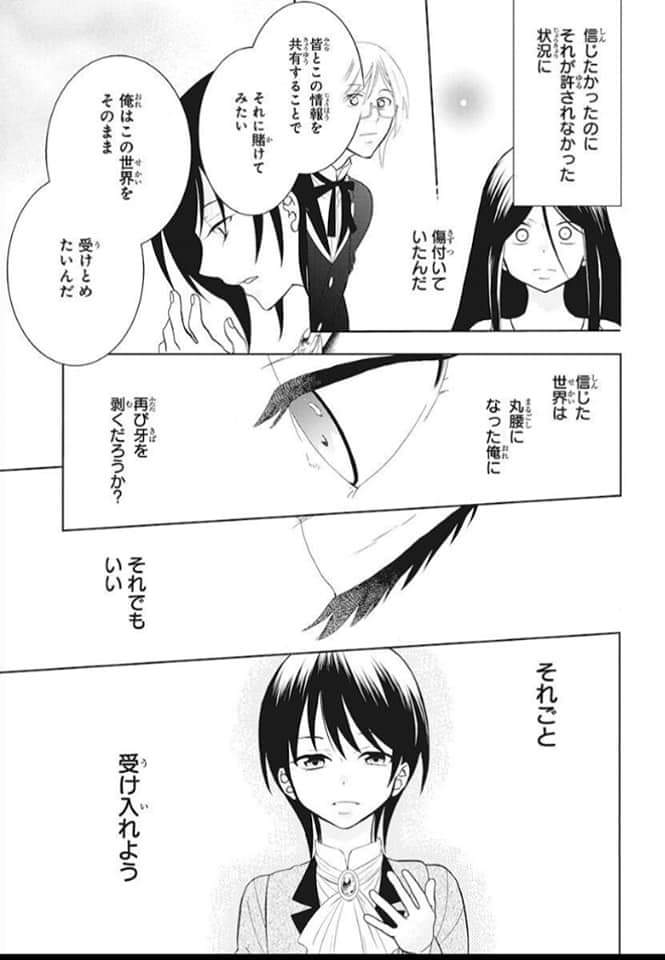 信じたかったのに
それが許されなかった
状況に
傷付いて
いたんだ
皆とこの情報を
共有することで
それに賭けて
みたい
俺はこの世界を
そのまま
受けとめ
たいんだ
信じた
世界は
丸腰に
なった俺に
再び牙を
剥くだろうか?
それでも
いい
それごと
受け入れよう